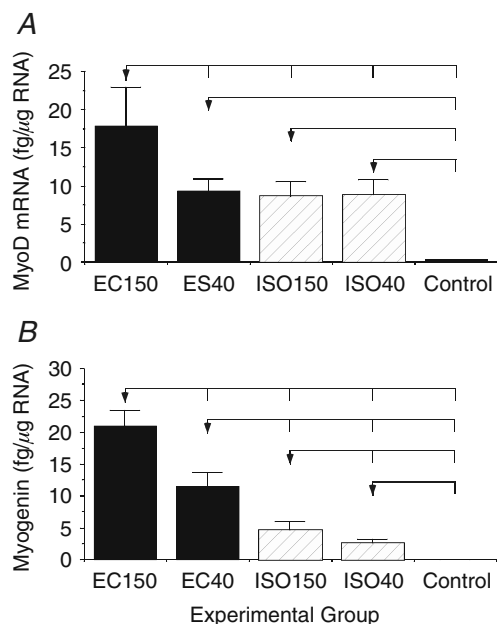 A
MyoD mRNA (fg/µg RNA)
25
20
15
10
5
0
EC150 ES40 ISO150 ISO40 Control
B
Myogenin (fg/µg RNA)
30
25
20
15
10
5
0
EC150 EC40 ISO150 ISO40 Control
Experimental Group